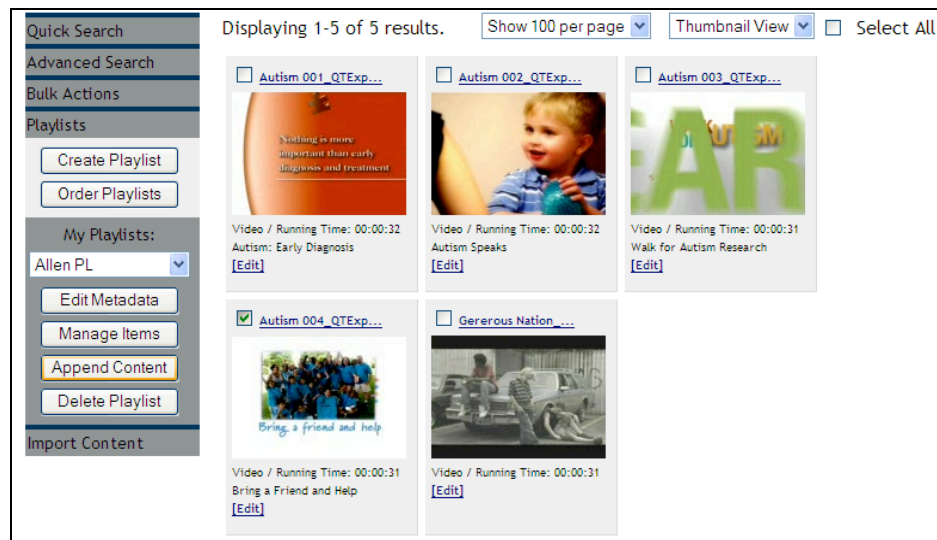 Quick Search
Advanced Search
Bulk Actions
Playlists
Create Playlist
Order Playlists
My Playlists:
Allen PL
Edit Metadata
Manage Items
Append Content
Delete Playlist
Import Content
Displaying 1-5 of 5 results.
Show 100 per page
Thumbnail View
Select All
Autism 001_QTExp...
Nothing is more
important than early
diagnosis and treatment
Video / Running Time: 00:00:32
Autism: Early Diagnosis
[Edit]
Autism 002_QTExp...
Video / Running Time: 00:00:32
Autism Speaks
[Edit]
Autism 003_QTExp...
EAR
Video / Running Time: 00:00:31
Walk for Autism Research
[Edit]
Autism 004_QTExp...
Bring a friend and help
Video / Running Time: 00:00:31
Bring a Friend and Help
[Edit]
Gererous Nation_...
Video / Running Time: 00:00:31
[Edit]